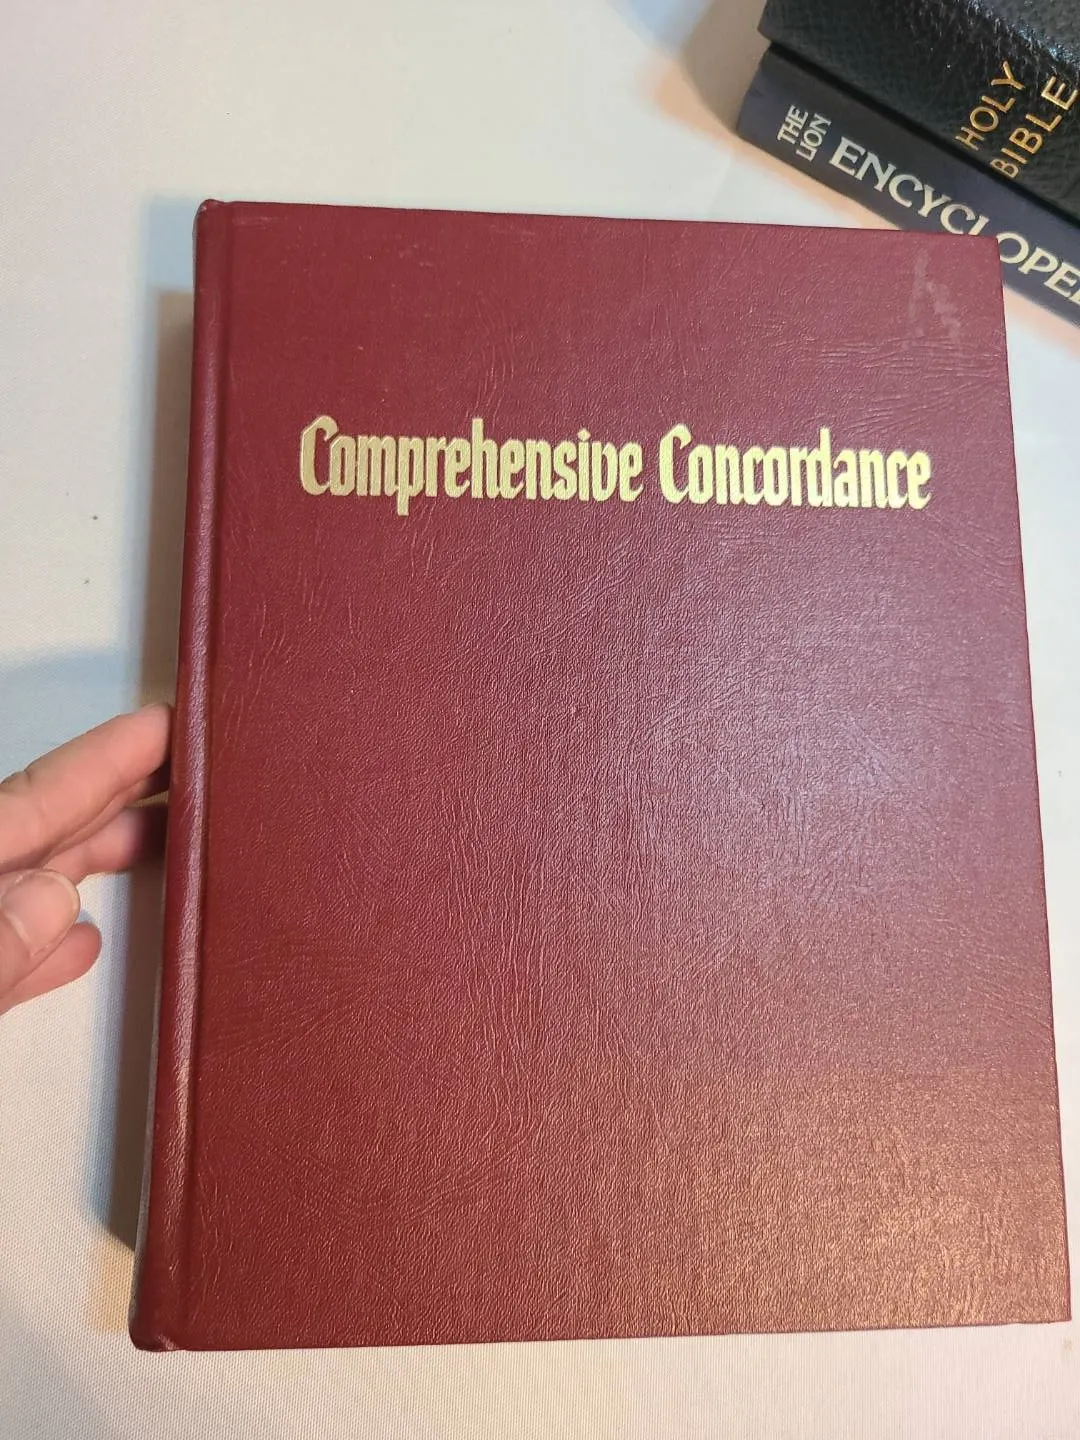 HOLY
BIBLE
THE
LION
ENCYCLOPE
Comprehensive Concordance